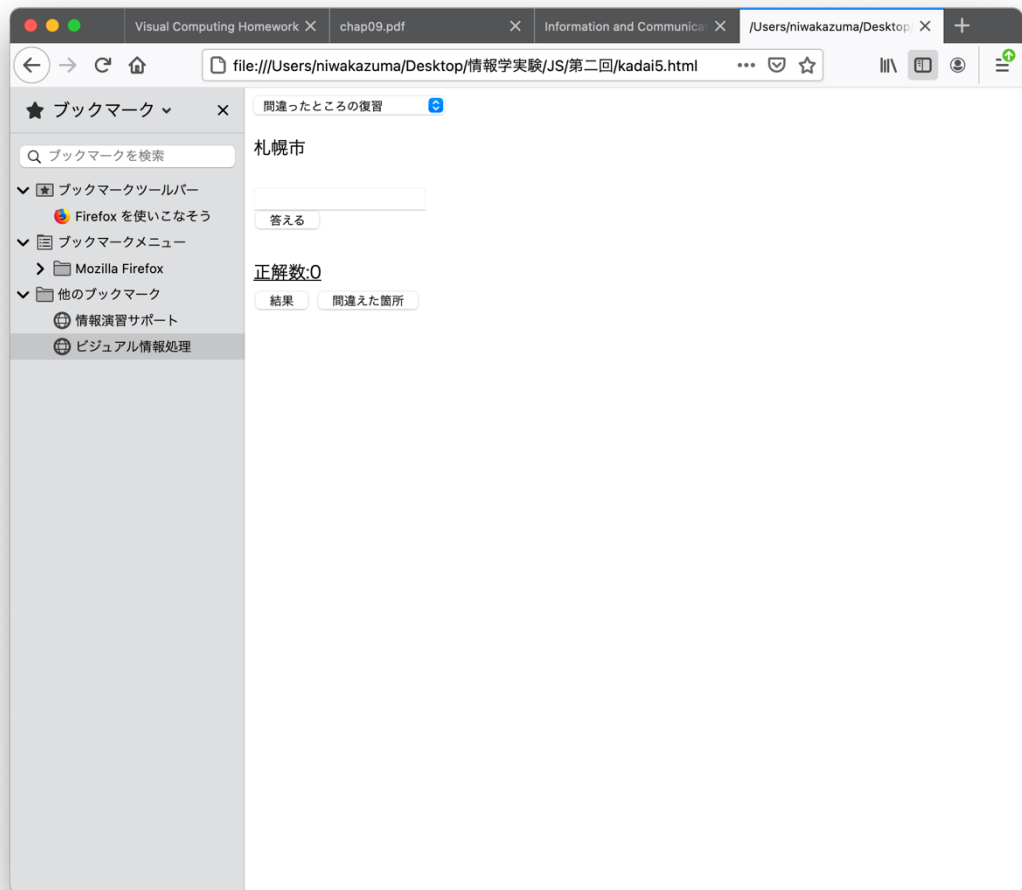 Visual Computing Homework
chap09.pdf
Information and Communica
/Users/niwakazuma/Desktop/
file:///Users/niwakazuma/Desktop/情報学実験/JS/第二回/kadai5.html
ブックマーク
ブックマークを検索
ブックマークツールバー
Firefox を使いこなそう
ブックマークメニュー
Mozilla Firefox
他のブックマーク
情報演習サポート
ビジュアル情報処理
間違ったところの復習
札幌市
答える
正解数:0
結果 間違えた箇所